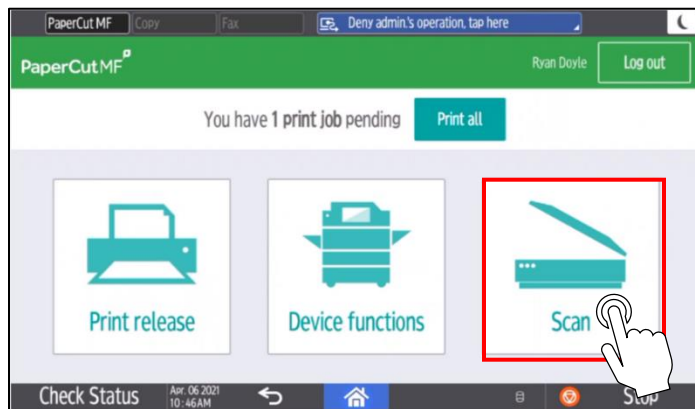 PaperCut MF Copy Fax Deny admin.'s operation, tap here
PaperCut MF Ryan Doyle Log out
You have 1 print job pending Print all
Print release Device functions Scan
Check Status Apr. 06 2021 Stop
10:46AM